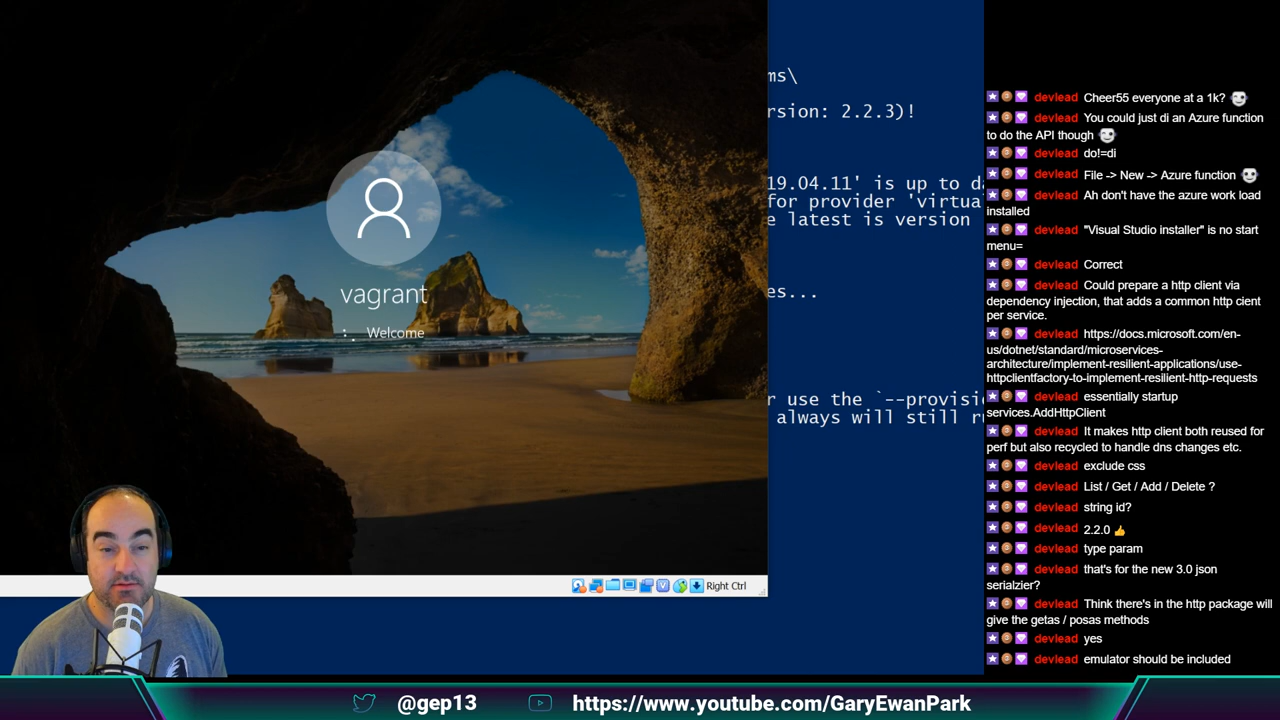 ms\
rsion: 2.2.3)!
19.04.11' is up to d
for provider 'virtua
e latest is version
es...
r use the `--provisi
always will still r
vagrant
Welcome
Right Ctrl
devlead Cheer55 everyone at a 1k?
devlead You could just di an Azure function
to do the API though
devlead do!=di
devlead File -> New -> Azure function
devlead Ah don't have the azure work load
installed
devlead "Visual Studio installer" is no start
menu=
devlead Correct
devlead Could prepare a http client via
dependency injection, that adds a common http cient
per service.
devlead https://docs.microsoft.com/en-
us/dotnet/standard/microservices-
architecture/implement-resilient-applications/use-
httpclientfactory-to-implement-resilient-http-requests
devlead essentially startup
services.AddHttpClient
devlead It makes http client both reused for
perf but also recycled to handle dns changes etc.
devlead exclude css
devlead List / Get / Add / Delete ?
devlead string id?
devlead 2.2.0 👍
devlead type param
devlead that's for the new 3.0 json
serialzier?
devlead Think there's in the http package will
give the getas / posas methods
devlead yes
devlead emulator should be included
@gep13
https://www.youtube.com/GaryEwanPark